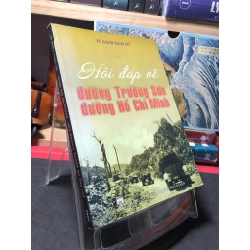 TỦ SÁCH LỊCH SỬ
Hỏi đáp về
đường Trường Sơn
đường Hồ Chí Minh